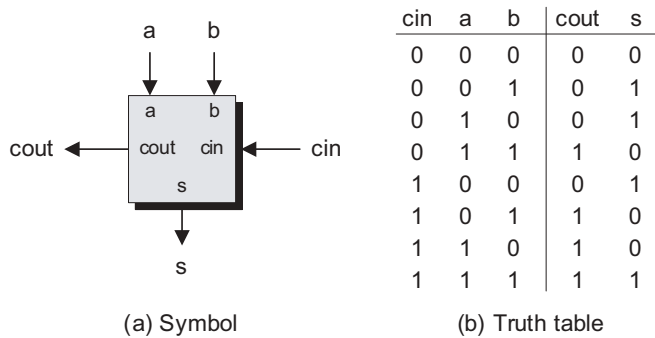 a b
a b
cout cout cin cin
s
s
(a) Symbol
cin a b cout s
0 0 0 0 0
0 0 1 0 1
0 1 0 0 1
0 1 1 1 0
1 0 0 0 1
1 0 1 1 0
1 1 0 1 0
1 1 1 1 1
(b) Truth table